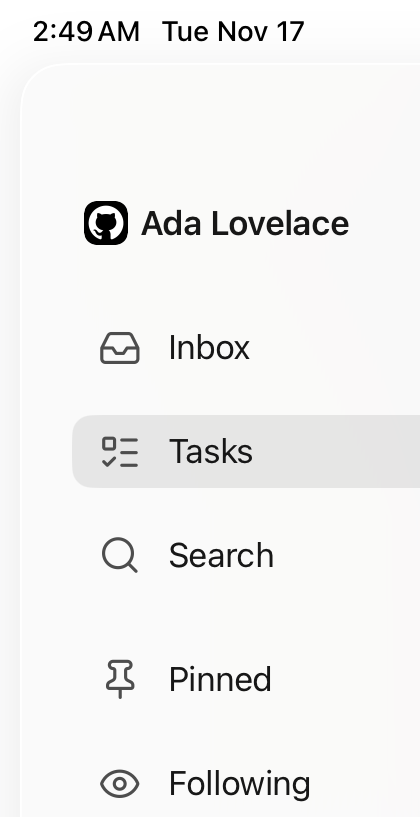 2:49 AM Tue Nov 17
Ada Lovelace
Inbox
Tasks
Search
Pinned
Following